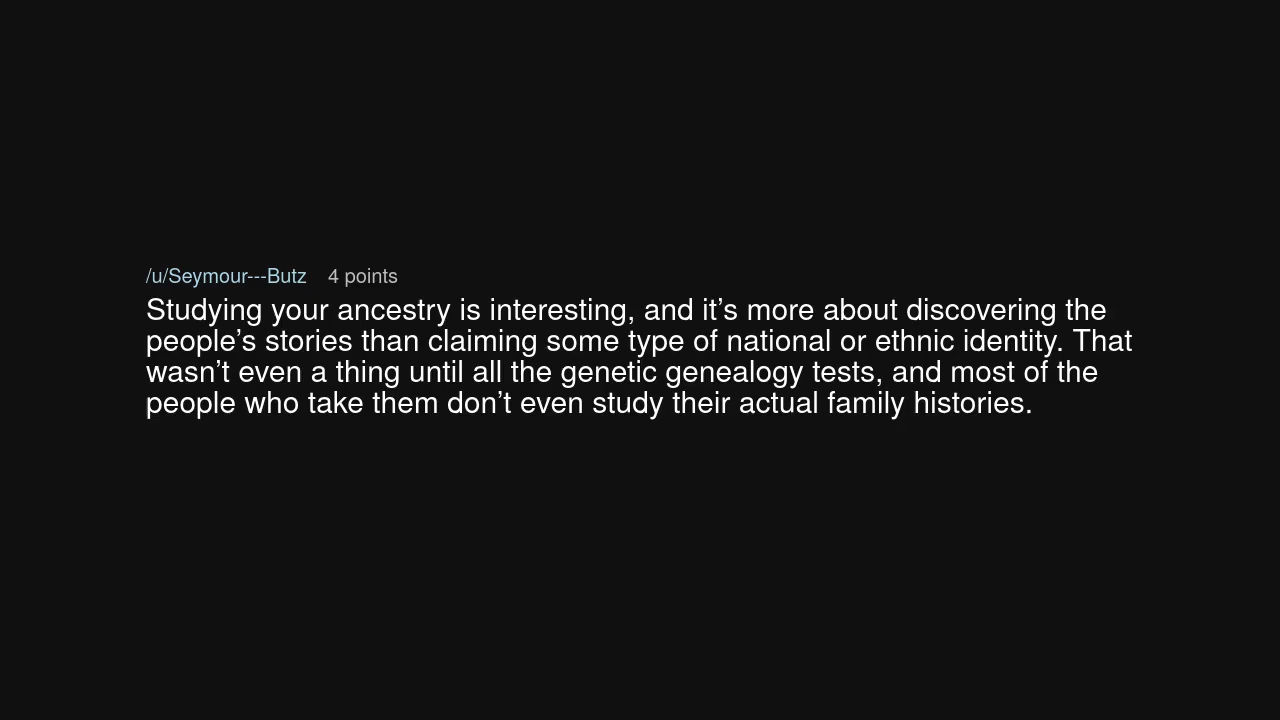 /u/Seymour---Butz 4 points
Studying your ancestry is interesting, and it’s more about discovering the
people’s stories than claiming some type of national or ethnic identity. That
wasn’t even a thing until all the genetic genealogy tests, and most of the
people who take them don’t even study their actual family histories.